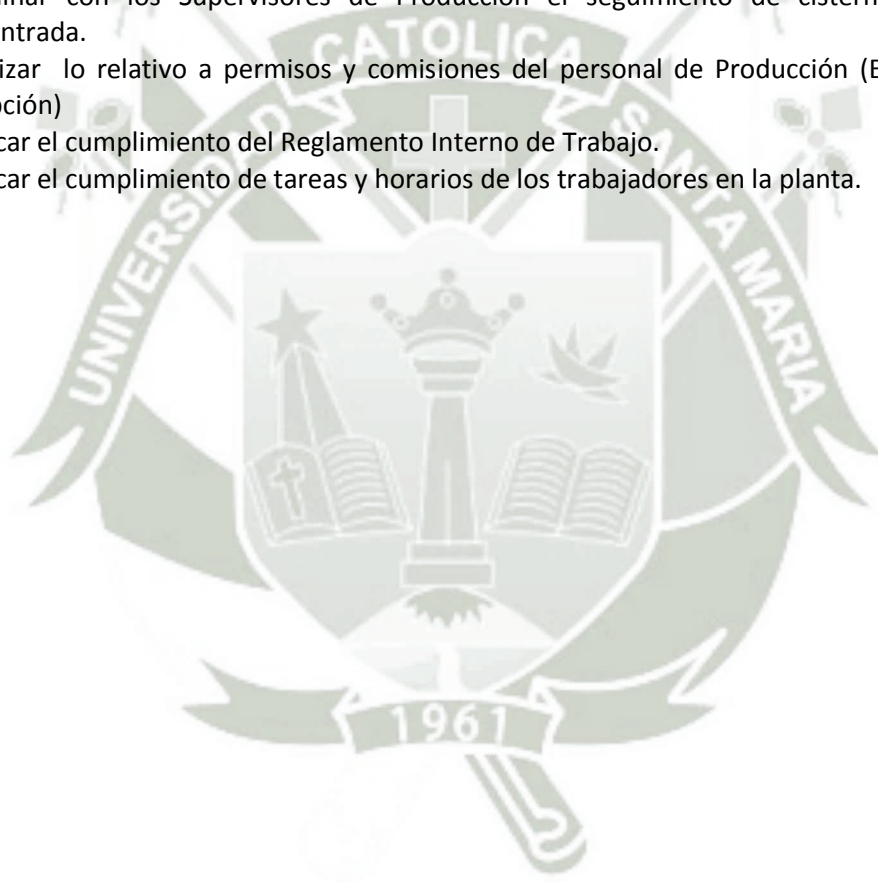 inar con los Supervisores de Producción el seguimiento de cistern
ntrada.
izar lo relativo a permisos y comisiones del personal de Producción (E
pción)
car el cumplimiento del Reglamento Interno de Trabajo.
car el cumplimiento de tareas y horarios de los trabajadores en la planta.
UNIVERSIDAD CATOLICA SANTA MARIA
1961